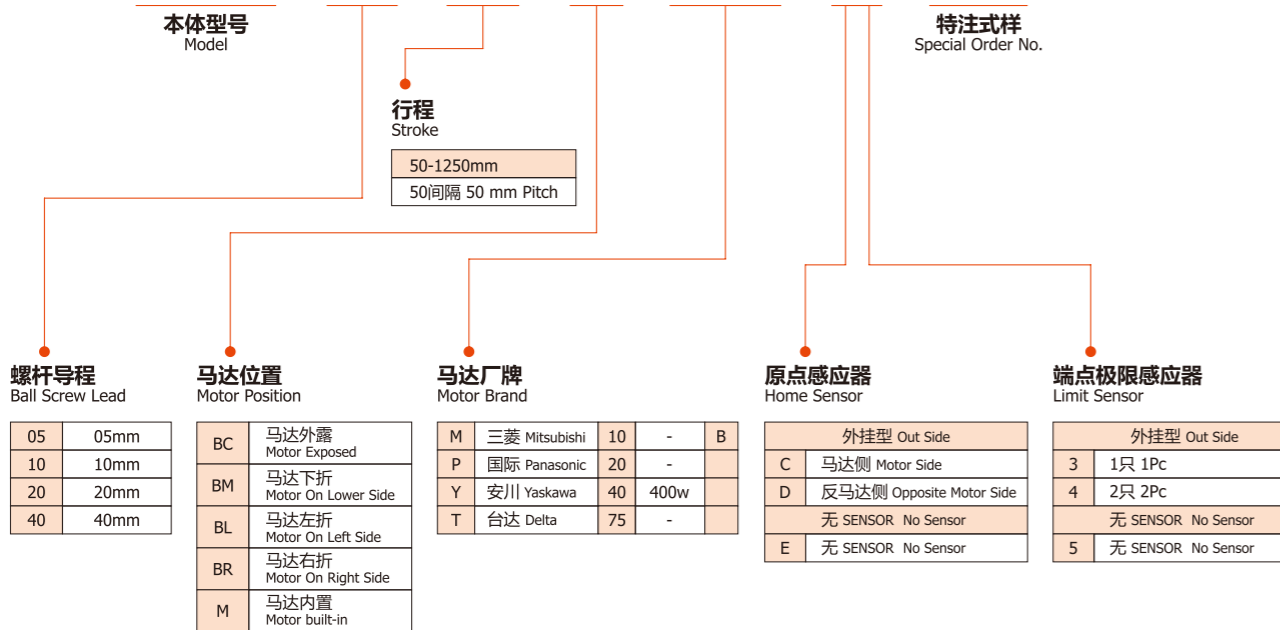 本体型号
Model
特注式样
Special Order No.
行程
Stroke
50-1250mm
50间隔 50 mm Pitch
螺杆导程
Ball Screw Lead
05 05mm
10 10mm
20 20mm
40 40mm
马达位置
Motor Position
BC 马达外露
Motor Exposed
BM 马达下折
Motor On Lower Side
BL 马达左折
Motor On Left Side
BR 马达右折
Motor On Right Side
M 马达内置
Motor built-in
马达厂牌
Motor Brand
M 三菱 Mitsubishi 10 - B
P 国际 Panasonic 20 -
Y 安川 Yaskawa 40 400w
T 台达 Delta 75 -
原点感应器
Home Sensor
外挂型 Out Side
C 马达侧 Motor Side
D 反马达侧 Opposite Motor Side
无 SENSOR No Sensor
E 无 SENSOR No Sensor
端点极限感应器
Limit Sensor
外挂型 Out Side
3 1只 1Pc
4 2只 2Pc
无 SENSOR No Sensor
5 无 SENSOR No Sensor